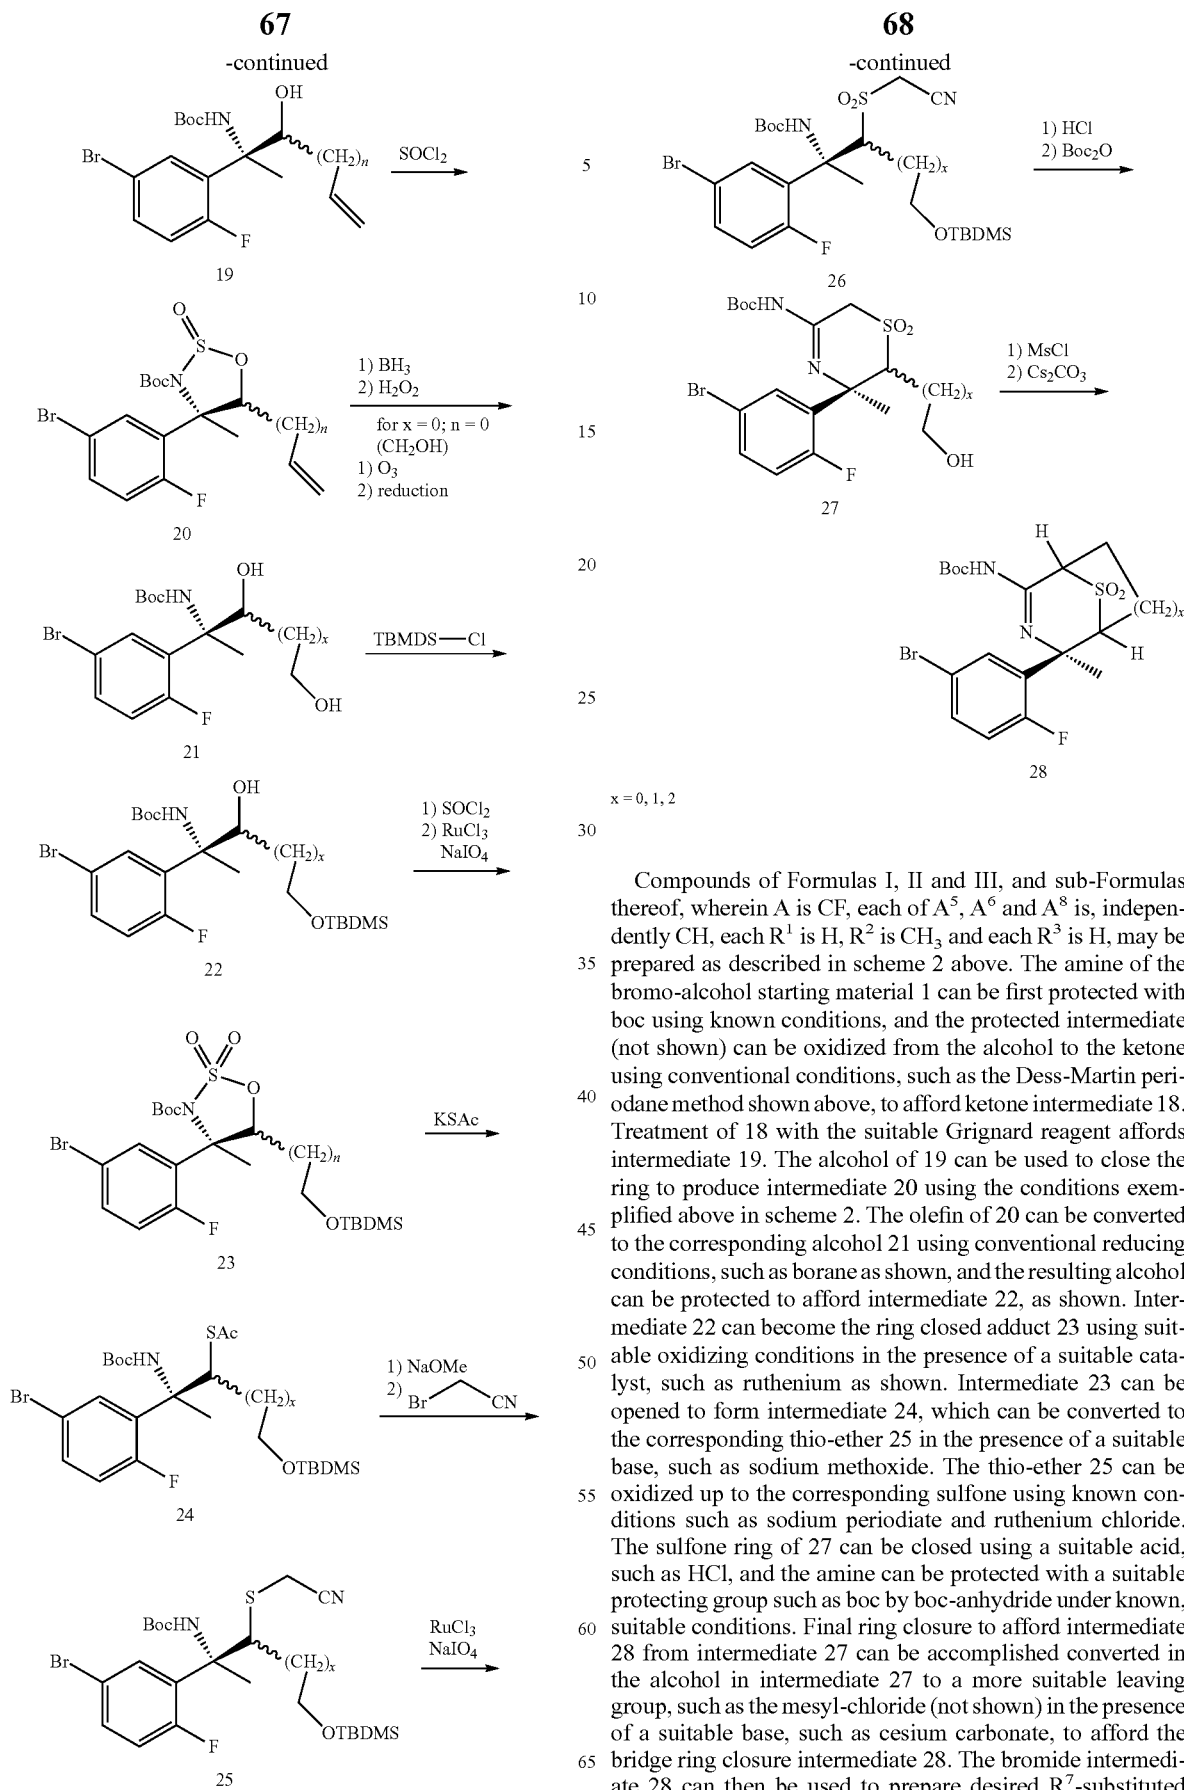 67
-continued
OH
BocHN
Br
(CH2)n
F
SOCl2
19
O
S
O
BocN
Br
(CH2)n
F
1) BH3
2) H2O2
for x = 0; n = 0
(CH2OH)
1) O3
2) reduction
20
OH
BocHN
Br
(CH2)x
OH
F
TBMDS—Cl
21
OH
BocHN
Br
(CH2)x
OTBDMS
F
1) SOCl2
2) RuCl3
NaIO4
22
O O
S
O
BocN
Br
(CH2)n
OTBDMS
F
KSAc
23
SAc
BocHN
Br
(CH2)x
OTBDMS
F
1) NaOMe
2)
Br CN
24
S CN
BocHN
Br
(CH2)x
OTBDMS
F
RuCl3
NaIO4
25
5
10
15
20
25
30
35
40
45
50
55
60
65
68
-continued
O2S CN
BocHN
Br
(CH2)x
OTBDMS
F
1) HCl
2) Boc2O
26
BocHN
SO2
N
Br
(CH2)x
OH
F
1) MsCl
2) Cs2CO3
27
H
BocHN
SO2
(CH2)x
N
H
Br
F
28
x = 0, 1, 2
Compounds of Formulas I, II and III, and sub-Formulas
thereof, wherein A is CF, each of A5, A6 and A8 is, indepen-
dently CH, each R1 is H, R2 is CH3 and each R3 is H, may be
prepared as described in scheme 2 above. The amine of the
bromo-alcohol starting material 1 can be first protected with
boc using known conditions, and the protected intermediate
(not shown) can be oxidized from the alcohol to the ketone
using conventional conditions, such as the Dess-Martin peri-
odane method shown above, to afford ketone intermediate 18.
Treatment of 18 with the suitable Grignard reagent affords
intermediate 19. The alcohol of 19 can be used to close the
ring to produce intermediate 20 using the conditions exem-
plified above in scheme 2. The olefin of 20 can be converted
to the corresponding alcohol 21 using conventional reducing
conditions, such as borane as shown, and the resulting alcohol
can be protected to afford intermediate 22, as shown. Inter-
mediate 22 can become the ring closed adduct 23 using suit-
able oxidizing conditions in the presence of a suitable cata-
lyst, such as ruthenium as shown. Intermediate 23 can be
opened to form intermediate 24, which can be converted to
the corresponding thio-ether 25 in the presence of a suitable
base, such as sodium methoxide. The thio-ether 25 can be
oxidized up to the corresponding sulfone using known con-
ditions such as sodium periodiate and ruthenium chloride.
The sulfone ring of 27 can be closed using a suitable acid,
such as HCl, and the amine can be protected with a suitable
protecting group such as boc by boc-anhydride under known,
suitable conditions. Final ring closure to afford intermediate
28 from intermediate 27 can be accomplished converted in
the alcohol in intermediate 27 to a more suitable leaving
group, such as the mesyl-chloride (not shown) in the presence
of a suitable base, such as cesium carbonate, to afford the
bridge ring closure intermediate 28. The bromide intermedi-
ate 28 can then be used to prepare desired R7-substituted